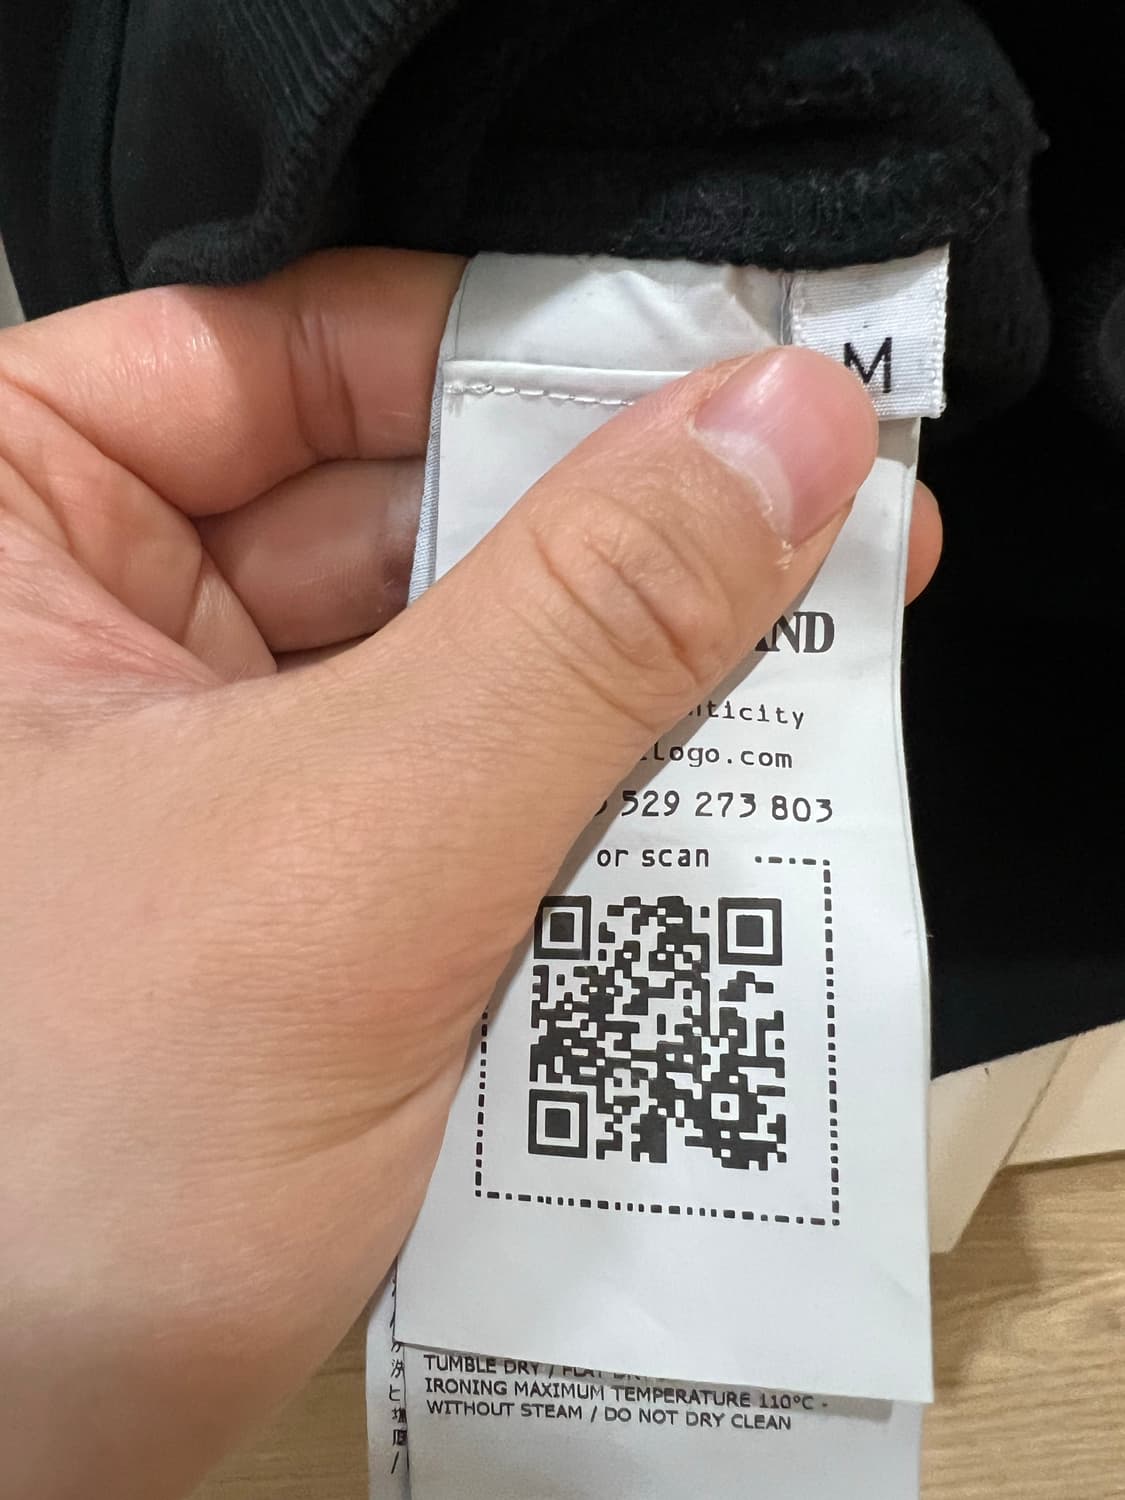 M
AND
nticity
llogo.com
529 273 803
or scan
TUMBLE DRY / FLAT DRY
IRONING MAXIMUM TEMPERATURE 110°C -
WITHOUT STEAM / DO NOT DRY CLEAN